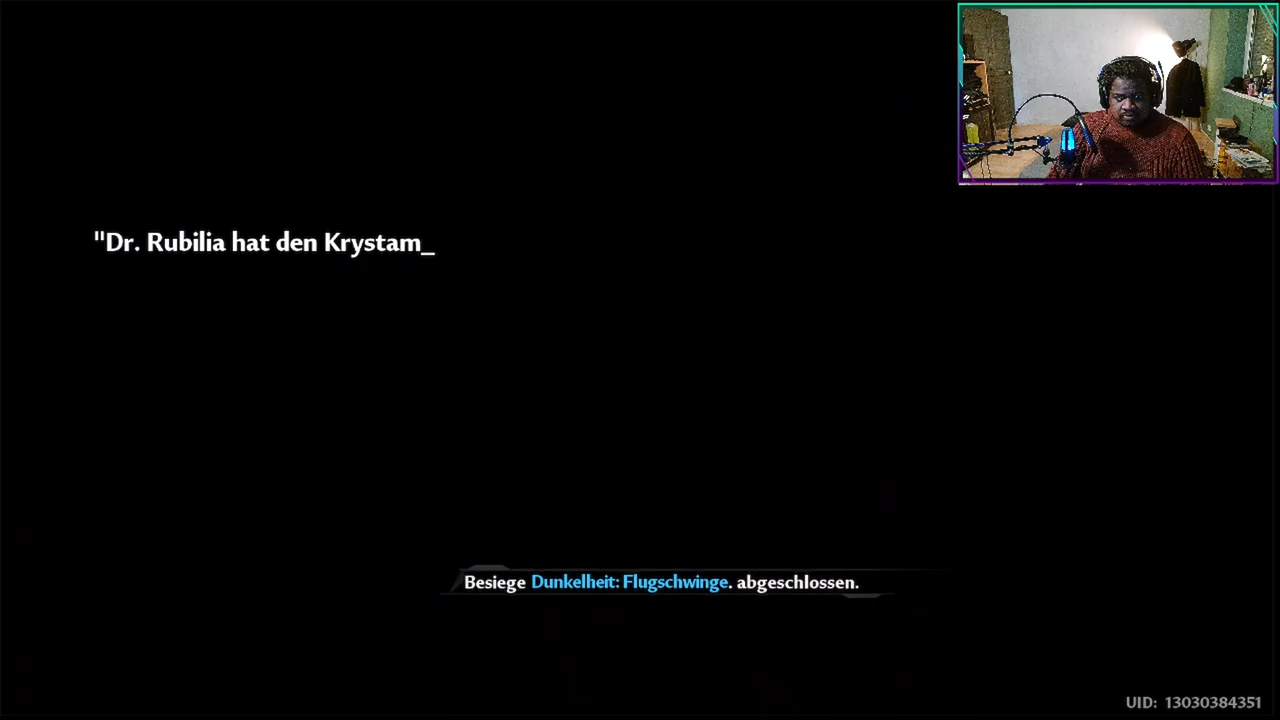 "Dr. Rubilia hat den Krystam_
Besiege Dunkelheit: Flugschwinge. abgeschlossen.
UID: 13030384351